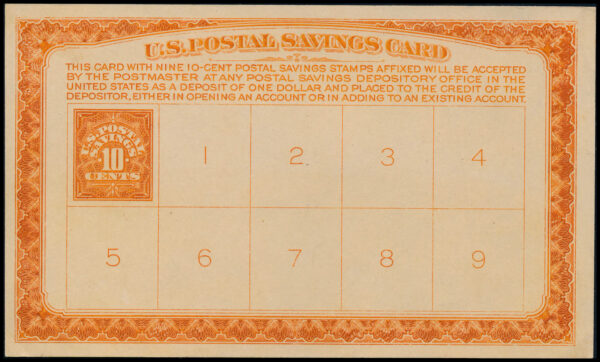 U.S. POSTAL SAVINGS CARD
THIS CARD WITH NINE 10-CENT POSTAL SAVINGS STAMPS AFFIXED WILL BE ACCEPTED
BY THE POSTMASTER AT ANY POSTAL SAVINGS DEPOSITORY OFFICE IN THE
UNITED STATES AS A DEPOSIT OF ONE DOLLAR AND PLACED TO THE CREDIT OF THE
DEPOSITOR, EITHER IN OPENING AN ACCOUNT OR IN ADDING TO AN EXISTING ACCOUNT.
U.S. POSTAL
SAVINGS
10
CENTS
1 2 3 4
5 6 7 8 9